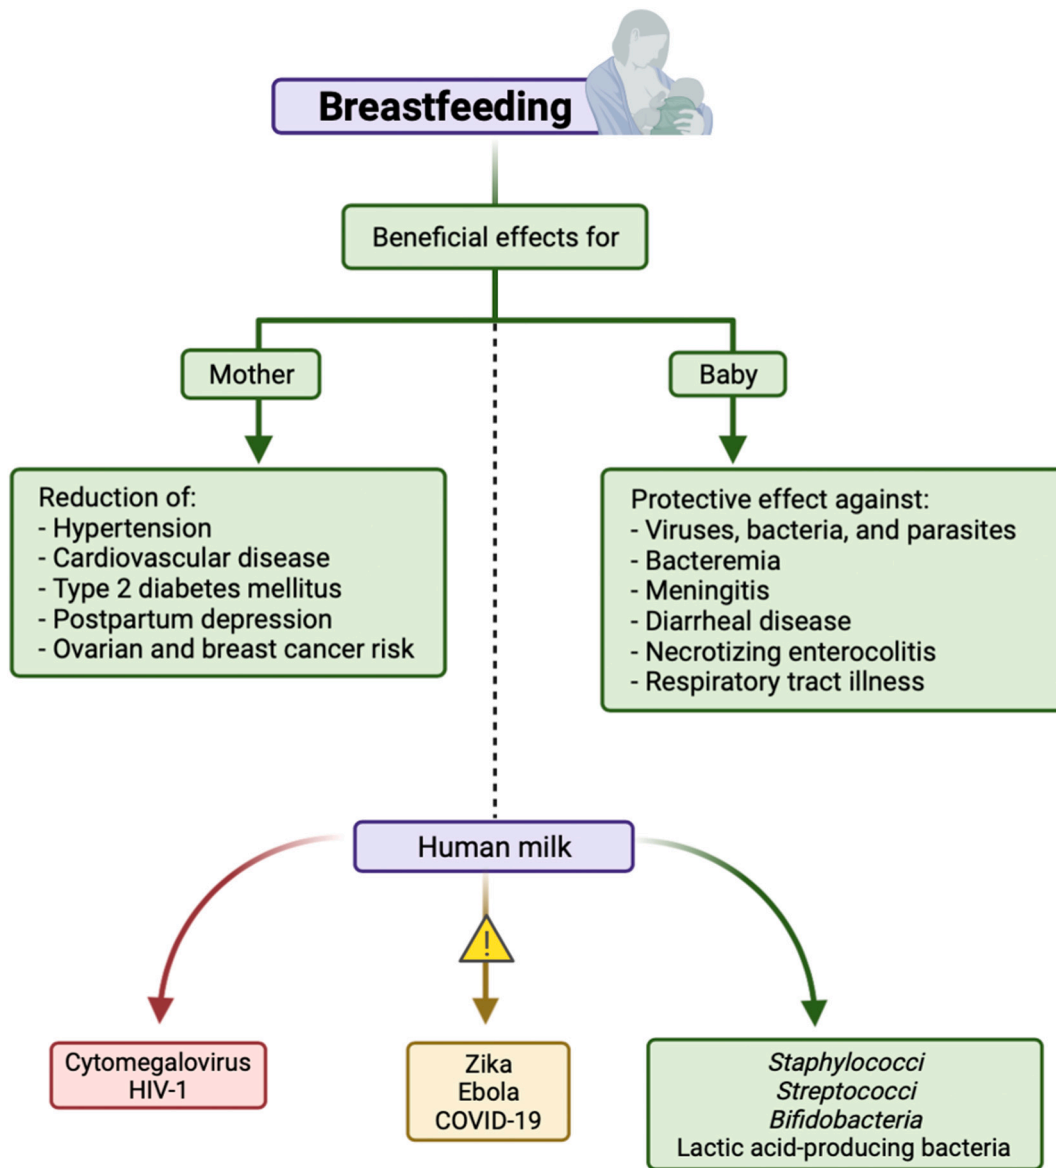 Breastfeeding
Beneficial effects for
Mother
Baby
Reduction of:
- Hypertension
- Cardiovascular disease
- Type 2 diabetes mellitus
- Postpartum depression
- Ovarian and breast cancer risk
Protective effect against:
- Viruses, bacteria, and parasites
- Bacteremia
- Meningitis
- Diarrheal disease
- Necrotizing enterocolitis
- Respiratory tract illness
Human milk
!
Cytomegalovirus
HIV-1
Zika
Ebola
COVID-19
Staphylococci
Streptococci
Bifidobacteria
Lactic acid-producing bacteria